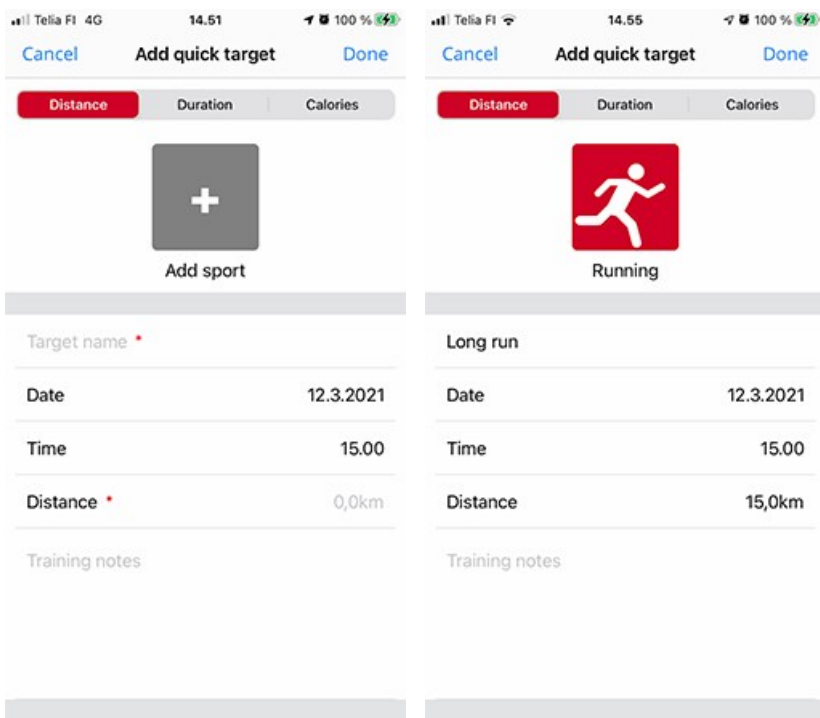 Telia FI 4G 14.51 100 %
Cancel Add quick target Done
Distance Duration Calories
+
Add sport
Target name *
Date 12.3.2021
Time 15.00
Distance * 0,0km
Training notes
Telia FI 14.55 100 %
Cancel Add quick target Done
Distance Duration Calories
Running
Long run
Date 12.3.2021
Time 15.00
Distance 15,0km
Training notes